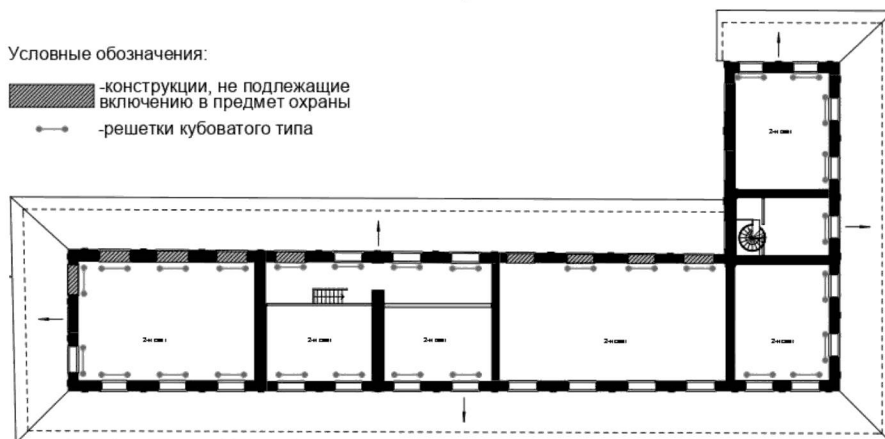 Условные обозначения:
-конструкции, не подлежащие
включению в предмет охраны
-решетки кубоватого типа